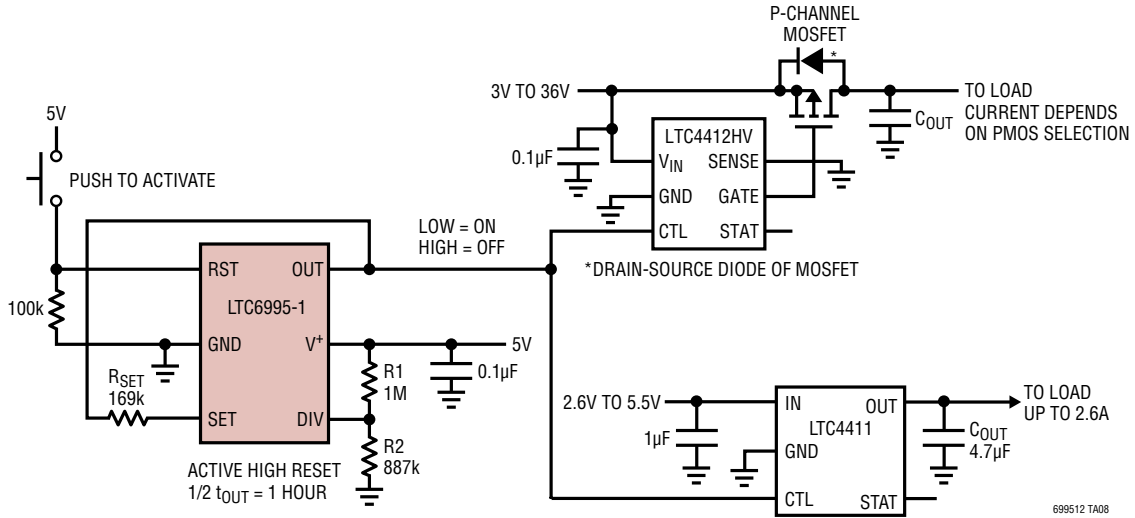 P-CHANNEL
MOSFET
*
3V TO 36V
TO LOAD
CURRENT DEPENDS
ON PMOS SELECTION
COUT
5V
0.1µF
LTC4412HV
VIN
SENSE
GND
GATE
CTL
STAT
PUSH TO ACTIVATE
LOW = ON
HIGH = OFF
*DRAIN-SOURCE DIODE OF MOSFET
RST
OUT
100k
LTC6995-1
GND
V+
5V
R1
1M
0.1µF
RSET
169k
SET
DIV
R2
887k
ACTIVE HIGH RESET
1/2 tOUT = 1 HOUR
2.6V TO 5.5V
IN
OUT
TO LOAD
UP TO 2.6A
LTC4411
1µF
GND
COUT
4.7µF
CTL
STAT
699512 TA08